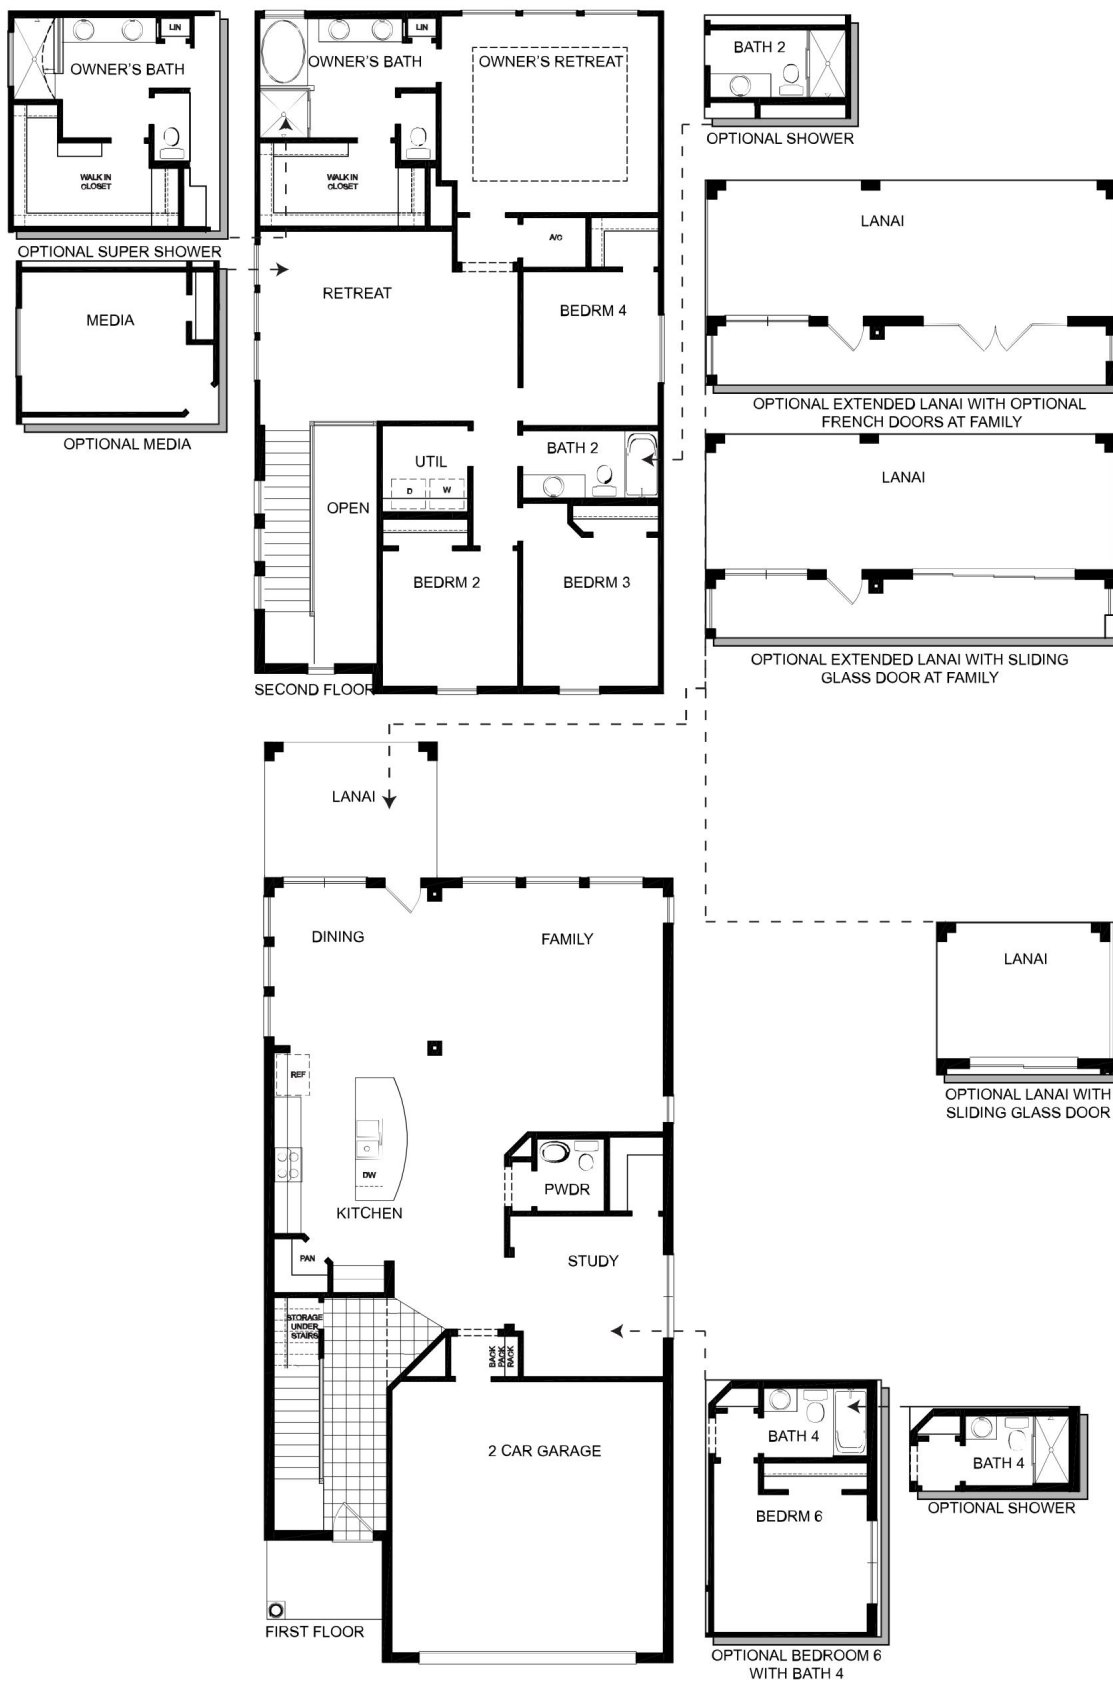 OWNER'S BATH
LIN
WALK IN
CLOSET
OPTIONAL SUPER SHOWER
MEDIA
OPTIONAL MEDIA
OWNER'S BATH
LIN
OWNER'S RETREAT
WALK IN
CLOSET
A/C
RETREAT
BEDRM 4
UTIL
D
W
BATH 2
OPEN
BEDRM 2
BEDRM 3
SECOND FLOOR
BATH 2
OPTIONAL SHOWER
LANAI
OPTIONAL EXTENDED LANAI WITH OPTIONAL
FRENCH DOORS AT FAMILY
LANAI
OPTIONAL EXTENDED LANAI WITH SLIDING
GLASS DOOR AT FAMILY
LANAI
DINING
FAMILY
REF
DW
KITCHEN
PWDR
PAN
STUDY
STORAGE
UNDER
STAIRS
BACK
PACK
RACK
2 CAR GARAGE
FIRST FLOOR
LANAI
OPTIONAL LANAI WITH
SLIDING GLASS DOOR
BATH 4
BEDRM 6
OPTIONAL BEDROOM 6
WITH BATH 4
BATH 4
OPTIONAL SHOWER